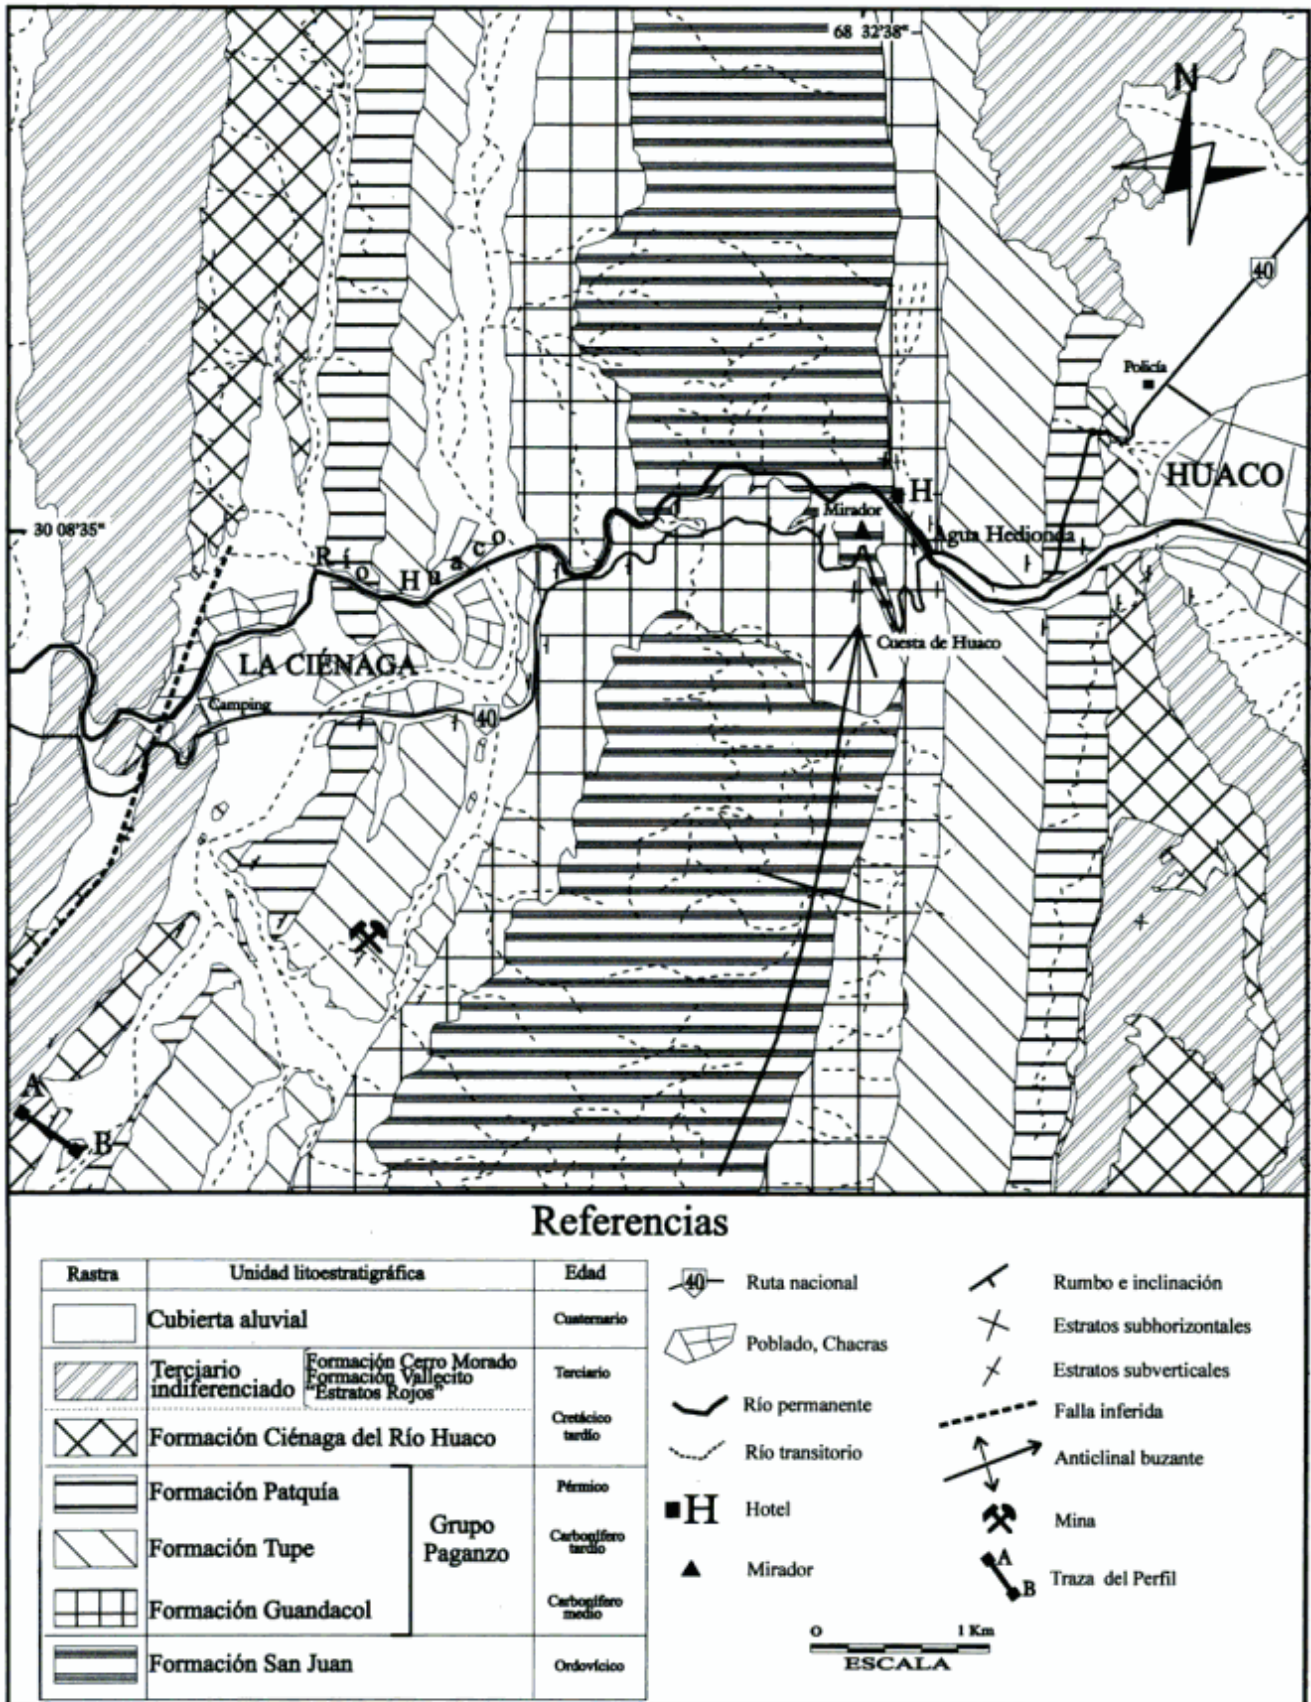 68 32'38"
N
40
Policía
HUACO
H
Mirador
Agua Hedionda
30 08'35"
Río Huaco
Cuesta de Huaco
LA CIÉNAGA
Camping
40
A
B
Referencias
Rastra
Unidad litoestratigráfica
Edad
Cubierta aluvial
Cuaternario
Terciario indiferenciado
Formación Cerro Morado
Formación Vallecito
"Estratos Rojos"
Terciario
Formación Ciénaga del Río Huaco
Cretácico tardío
Formación Patquía
Pérmico
Formación Tupe
Grupo Paganzo
Carbonífero tardío
Formación Guandacol
Carbonífero medio
Formación San Juan
Ordovícico
40
Ruta nacional
Poblado, Chacras
Río permanente
Río transitorio
H
Hotel
Mirador
Rumbo e inclinación
Estratos subhorizontales
Estratos subverticales
Falla inferida
Anticlinal buzante
Mina
A
B
Traza del Perfil
0 1 Km
ESCALA